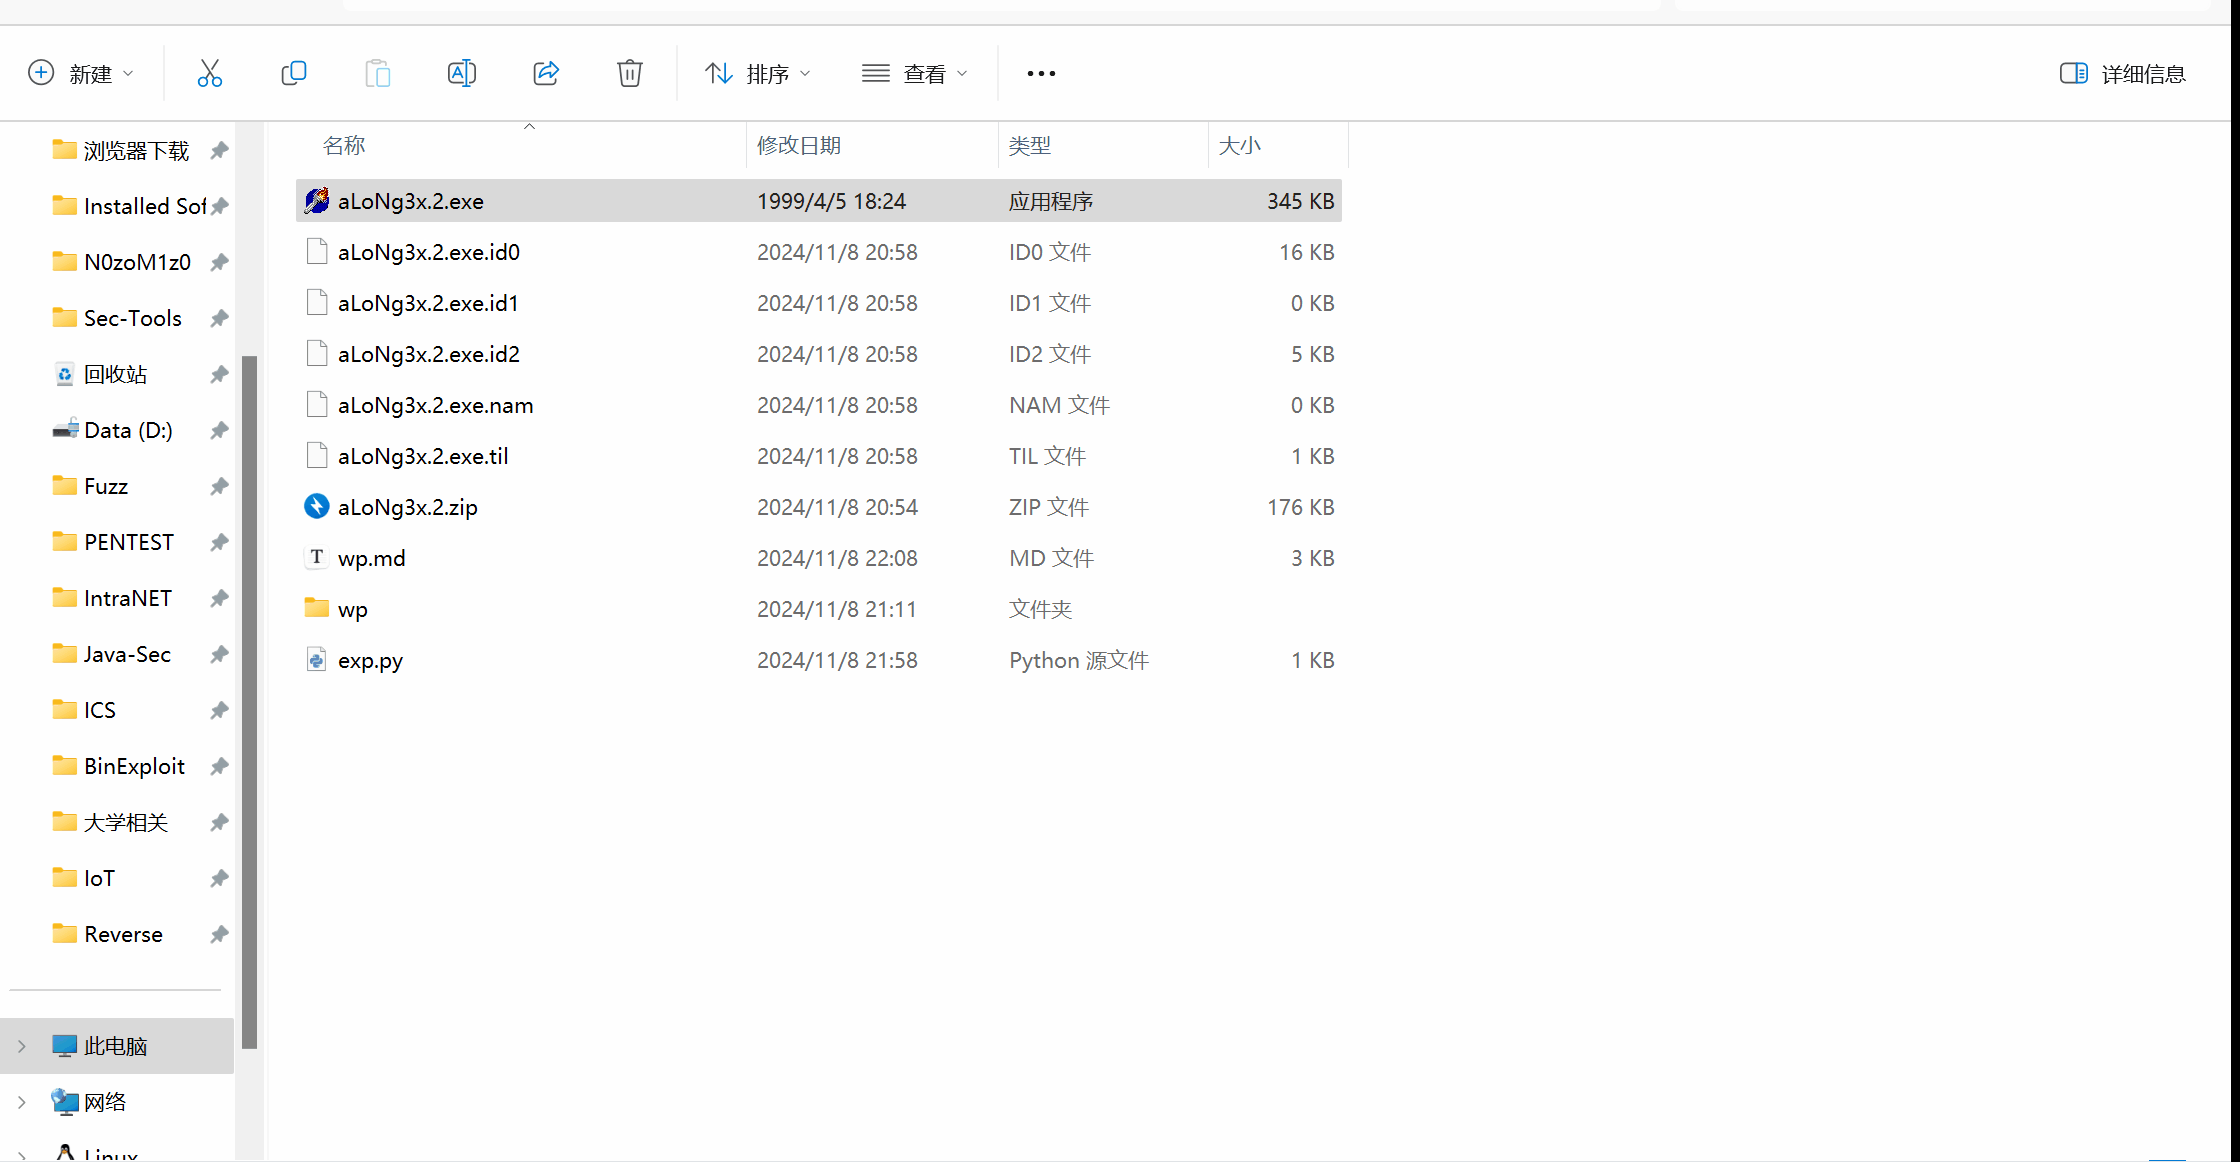 新建
排序
查看
详细信息
浏览器下载
Installed Sof
N0zoM1z0
Sec-Tools
回收站
Data (D:)
Fuzz
PENTEST
IntraNET
Java-Sec
ICS
BinExploit
大学相关
IoT
Reverse
此电脑
网络
Linux
名称 修改日期 类型 大小
aLoNg3x.2.exe 1999/4/5 18:24 应用程序 345 KB
aLoNg3x.2.exe.id0 2024/11/8 20:58 ID0 文件 16 KB
aLoNg3x.2.exe.id1 2024/11/8 20:58 ID1 文件 0 KB
aLoNg3x.2.exe.id2 2024/11/8 20:58 ID2 文件 5 KB
aLoNg3x.2.exe.nam 2024/11/8 20:58 NAM 文件 0 KB
aLoNg3x.2.exe.til 2024/11/8 20:58 TIL 文件 1 KB
aLoNg3x.2.zip 2024/11/8 20:54 ZIP 文件 176 KB
wp.md 2024/11/8 22:08 MD 文件 3 KB
wp 2024/11/8 21:11 文件夹
exp.py 2024/11/8 21:58 Python 源文件 1 KB